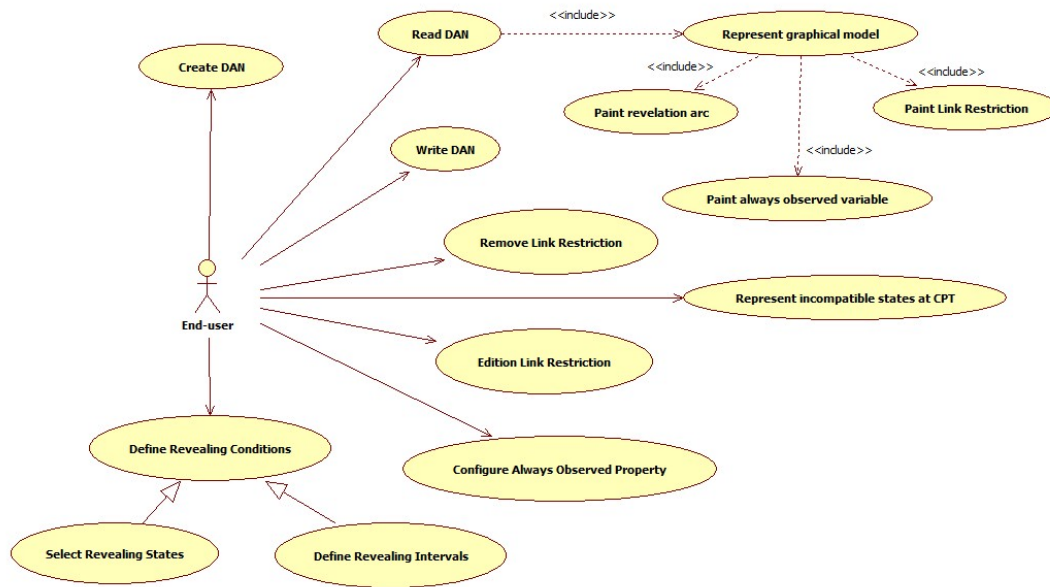 <<include>>
Read DAN
Represent graphical model
Create DAN
<<include>>
<<include>>
Paint revelation arc
Paint Link Restriction
Write DAN
<<include>>
Paint always observed variable
Remove Link Restriction
Represent incompatible states at CPT
End-user
Edition Link Restriction
Define Revealing Conditions
Configure Always Observed Property
Select Revealing States
Define Revealing Intervals